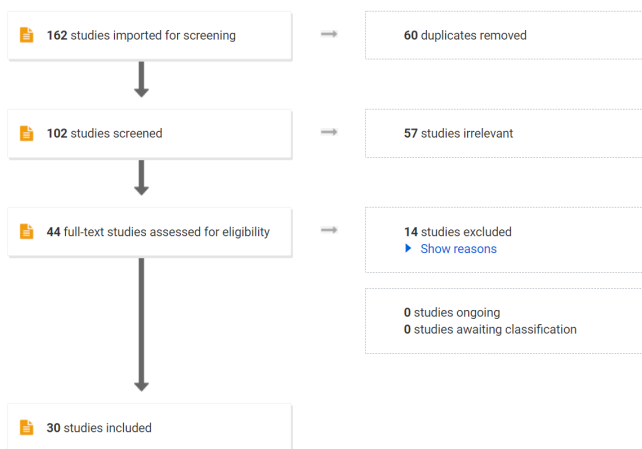 162 studies imported for screening
60 duplicates removed
102 studies screened
57 studies irrelevant
44 full-text studies assessed for eligibility
14 studies excluded
Show reasons
0 studies ongoing
0 studies awaiting classification
30 studies included